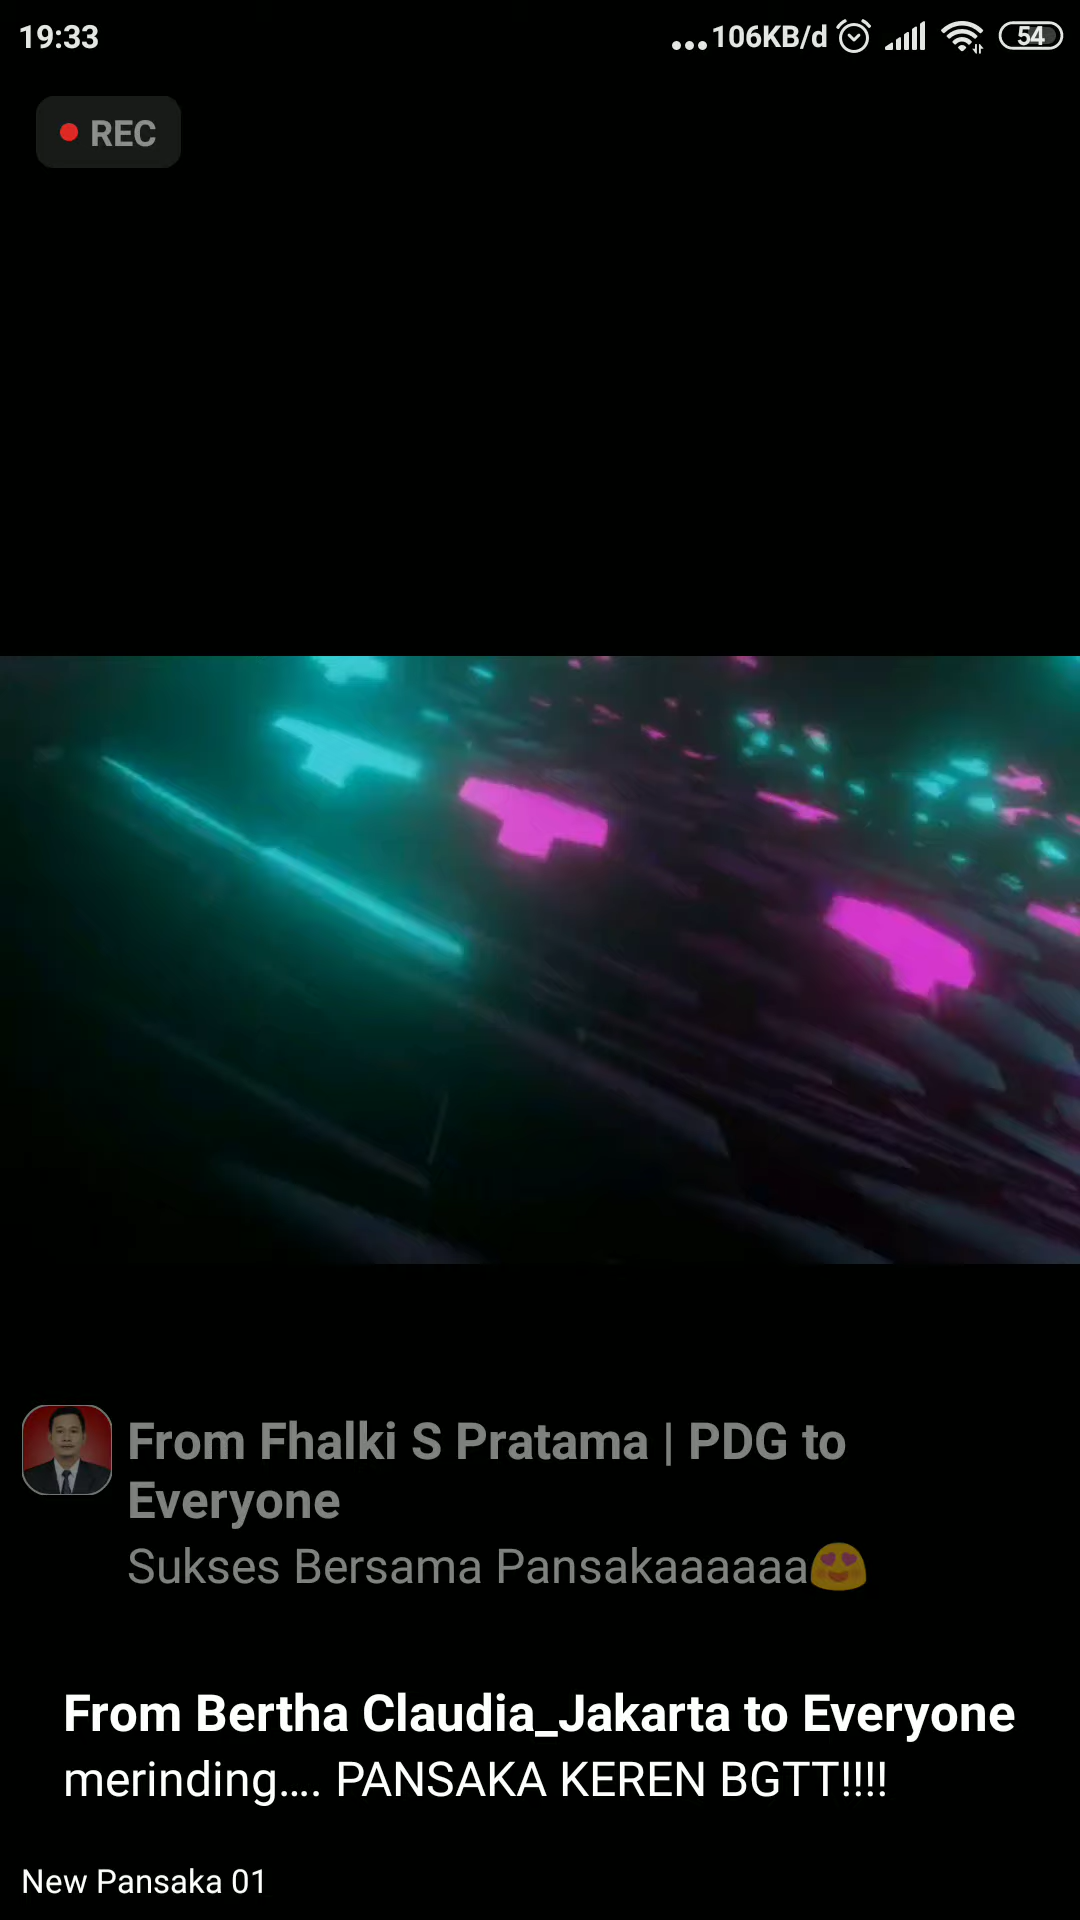 19:33
...106KB/d
54
REC
From Fhalki S Pratama | PDG to
Everyone
Sukses Bersama Pansakaaaaaa😍
From Bertha Claudia_Jakarta to Everyone
merinding.... PANSAKA KEREN BGTT!!!!
New Pansaka 01